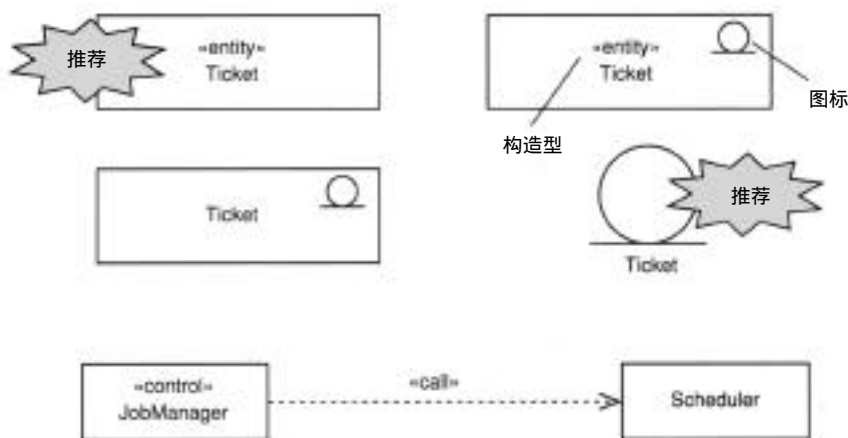 推荐
«entity»
Ticket
«entity»
Ticket
图标
构造型
Ticket
推荐
Ticket
«control»
JobManager
«call»
Scheduler